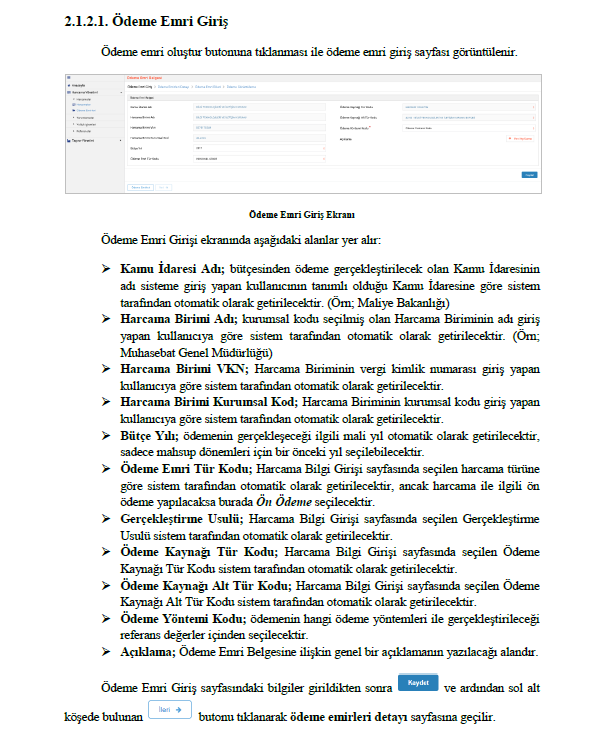 2.1.2.1. Ödeme Emri Giriş
Ödeme emri oluştur butonuna tıklanması ile ödeme emri giriş sayfası görüntülenir.
Ödeme Emri Belgesi
Ödeme Emri Giriş Ekranı
Ödeme Emri Girişi ekranında aşağıdaki alanlar yer alır:
➤ Kamu İdaresi Adı; bütçesinden ödeme gerçekleştirilecek olan Kamu İdaresinin
adı sisteme giriş yapan kullanıcının tanımlı olduğu Kamu İdaresine göre sistem
tarafından otomatik olarak getirilecektir. (Örn; Maliye Bakanlığı)
➤ Harcama Birimi Adı; kurumsal kodu seçilmiş olan Harcama Biriminin adı giriş
yapan kullanıcıya göre sistem tarafından otomatik olarak getirilecektir. (Örn;
Muhasebat Genel Müdürlüğü)
➤ Harcama Birimi VKN; Harcama Biriminin vergi kimlik numarası giriş yapan
kullanıcıya göre sistem tarafından otomatik olarak getirilecektir.
➤ Harcama Birimi Kurumsal Kod; Harcama Biriminin kurumsal kodu giriş yapan
kullanıcıya göre sistem tarafından otomatik olarak getirilecektir.
➤ Bütçe Yılı; ödemenin gerçekleşeceği ilgili mali yıl otomatik olarak getirilecektir,
sadece mahsup dönemleri için bir önceki yıl seçilebilecektir.
➤ Ödeme Emri Tür Kodu; Harcama Bilgi Girişi sayfasında seçilen harcama türüne
göre sistem tarafından otomatik olarak getirilecektir, ancak harcama ile ilgili ön
ödeme yapılacaksa burada Ön Ödeme seçilecektir.
➤ Gerçekleştirme Usulü; Harcama Bilgi Girişi sayfasında seçilen Gerçekleştirme
Usulü sistem tarafından otomatik olarak getirilecektir.
➤ Ödeme Kaynağı Tür Kodu; Harcama Bilgi Girişi sayfasında seçilen Ödeme
Kaynağı Tür Kodu sistem tarafından otomatik olarak getirilecektir.
➤ Ödeme Kaynağı Alt Tür Kodu; Harcama Bilgi Girişi sayfasında seçilen Ödeme
Kaynağı Alt Tür Kodu sistem tarafından otomatik olarak getirilecektir.
➤ Ödeme Yöntemi Kodu; ödemenin hangi ödeme yöntemleri ile gerçekleştirileceği
referans değerler içinden seçilecektir.
➤ Açıklama; Ödeme Emri Belgesine ilişkin genel bir açıklamanın yazılacağı alandır.
Ödeme Emri Giriş sayfasındaki bilgiler girildikten sonra Kaydet ve ardından sol alt
köşede bulunan İleri → butonu tıklanarak ödeme emirleri detayı sayfasına geçilir.